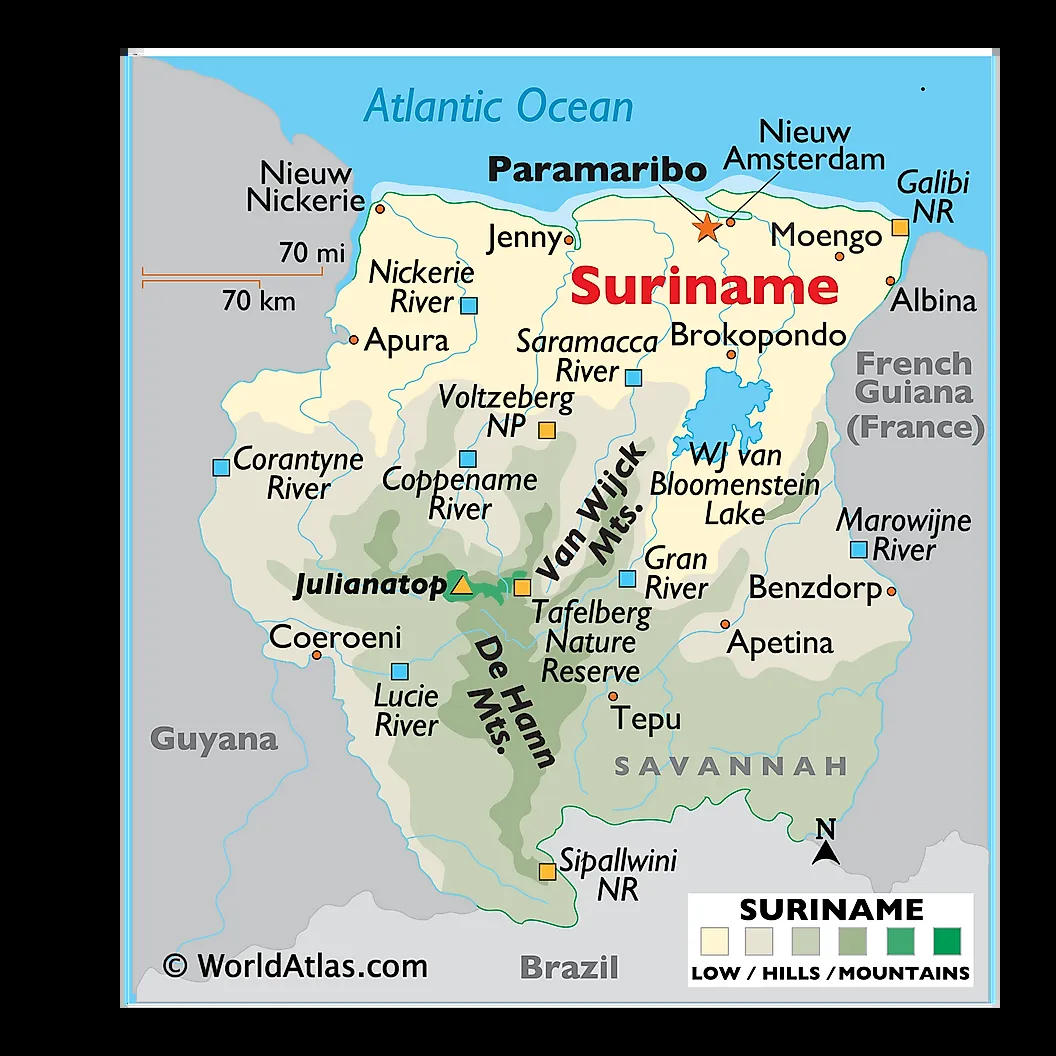 Atlantic Ocean
Nieuw
Amsterdam
Paramaribo
Galibi
NR
Nieuw
Nickerie
Jenny
Moengo
70 mi
70 km
Nickerie
River
Suriname
Albina
Apura
Saramacca
River
Brokopondo
French
Guiana
(France)
Voltzeberg
NP
Corantyne
River
Coppename
River
Van Wijck
Mts.
WJ van
Bloomenstein
Lake
Marowijne
River
Gran
River
Julianatop
Benzdorp
Tafelberg
Nature
Reserve
Coeroeni
Apetina
De Hann
Mts.
Lucie
River
Tepu
Guyana
SAVANNAH
N
Sipallwini
NR
SURINAME
LOW / HILLS / MOUNTAINS
© WorldAtlas.com
Brazil